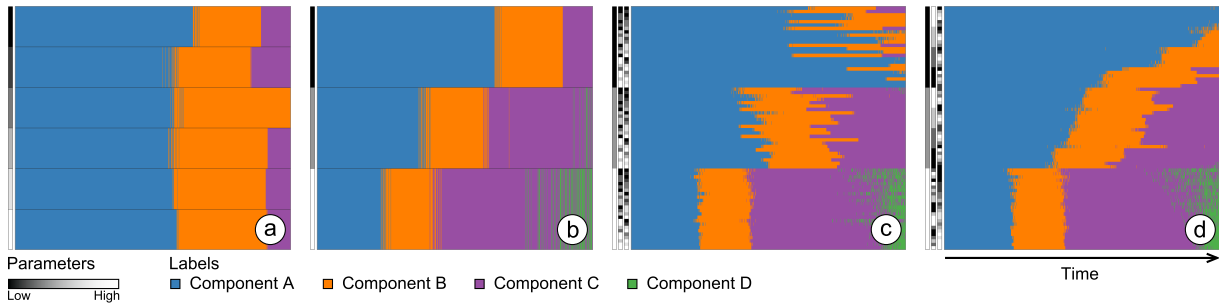 a
b
c
d
Parameters
Low
High
Labels
Component A
Component B
Component C
Component D
Time